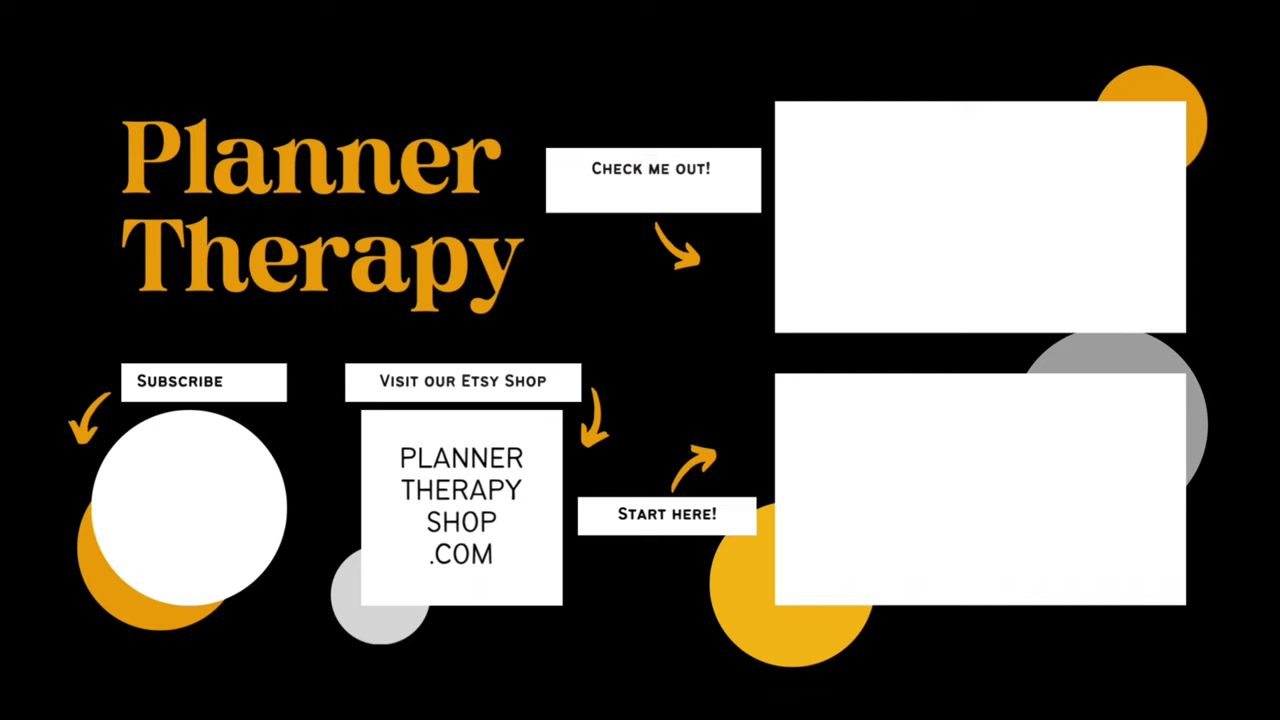 Planner
Therapy
Check me out!
Subscribe
Visit our Etsy Shop
PLANNER
THERAPY
SHOP
.COM
Start here!